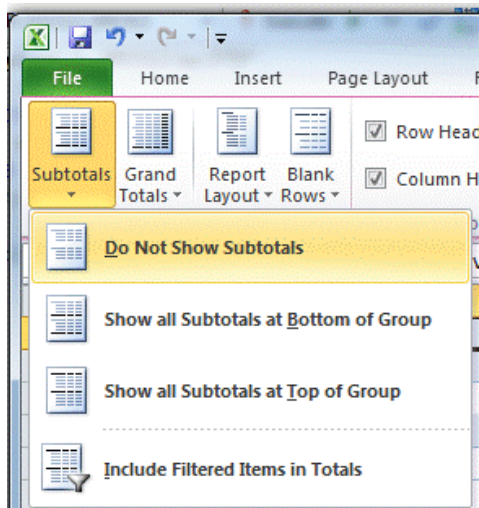 File Home Insert Page Layout
Subtotals Grand Totals Report Layout Blank Rows
Row Head
Column H
Do Not Show Subtotals
Show all Subtotals at Bottom of Group
Show all Subtotals at Top of Group
Include Filtered Items in Totals